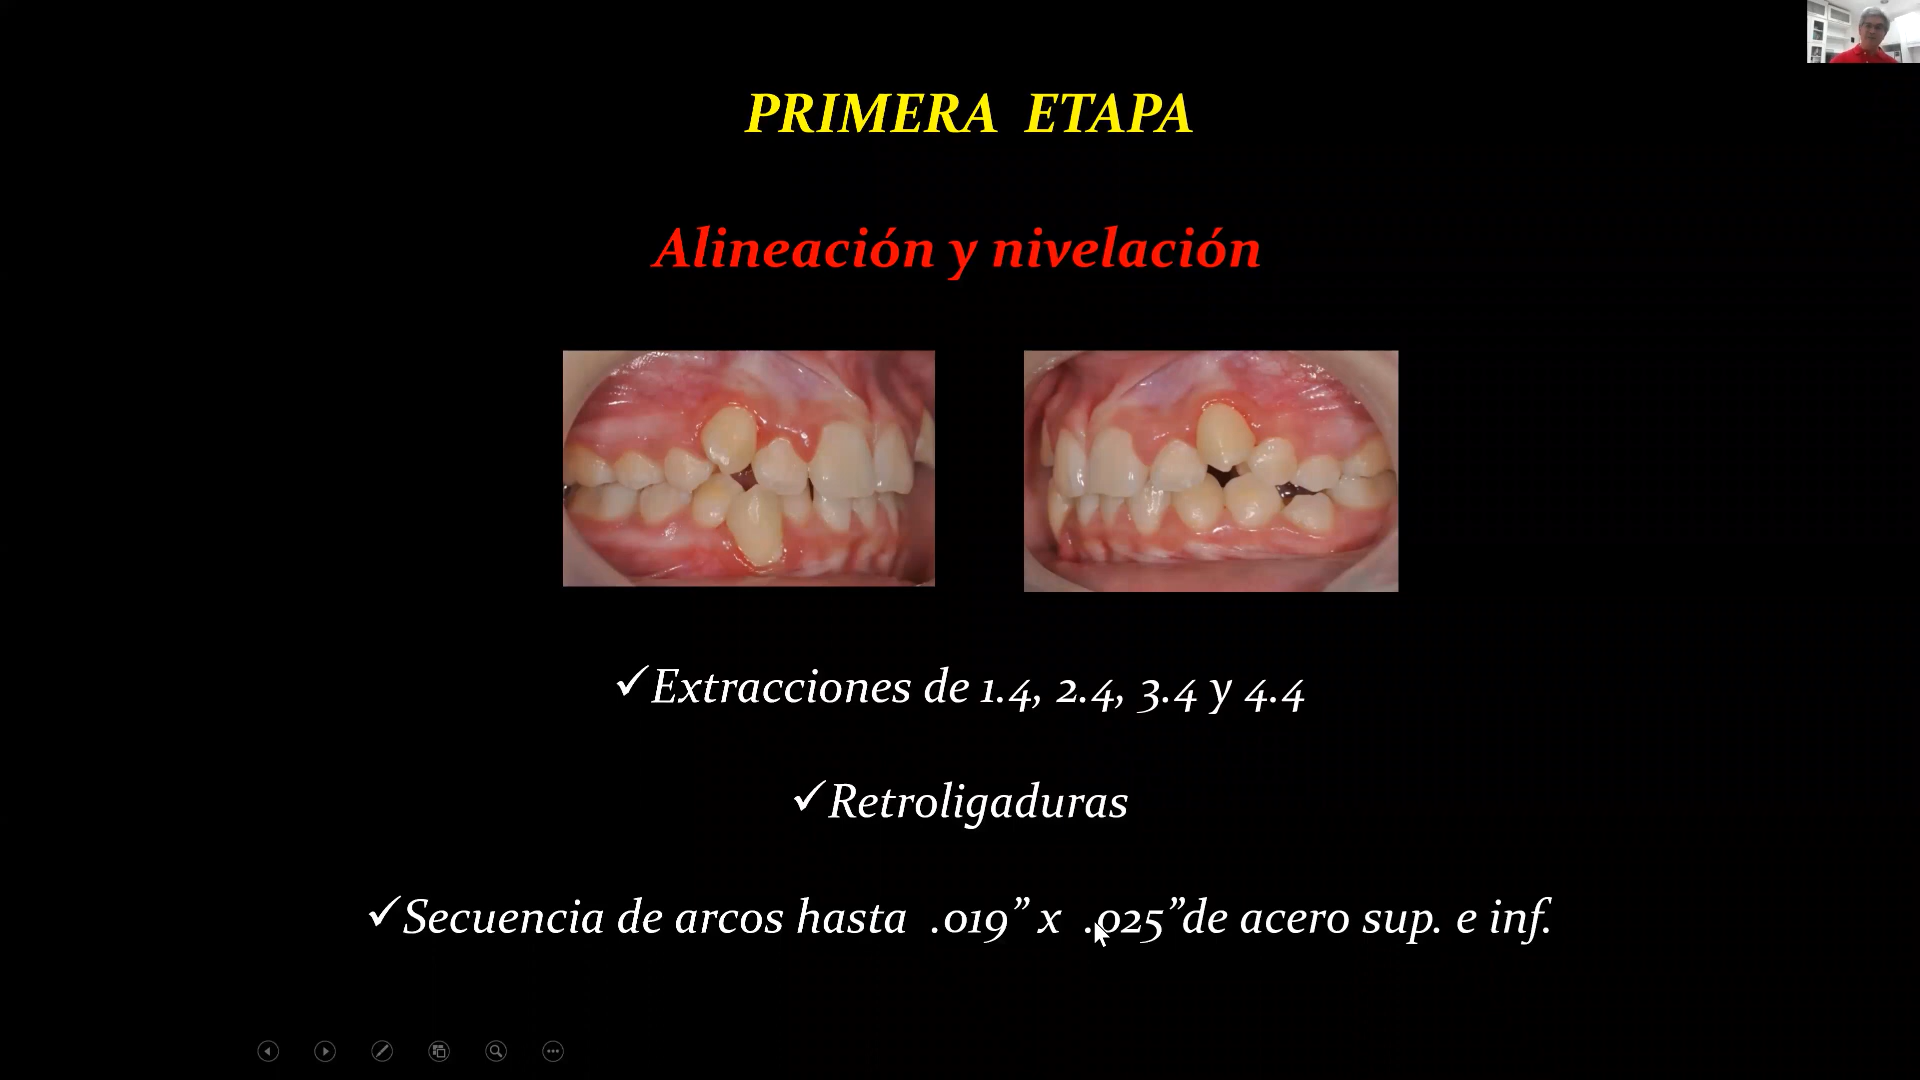 PRIMERA ETAPA
Alineación y nivelación
✓Extracciones de 1.4, 2.4, 3.4 y 4.4
✓Retroligaduras
✓Secuencia de arcos hasta .019” x .025”de acero sup. e inf.